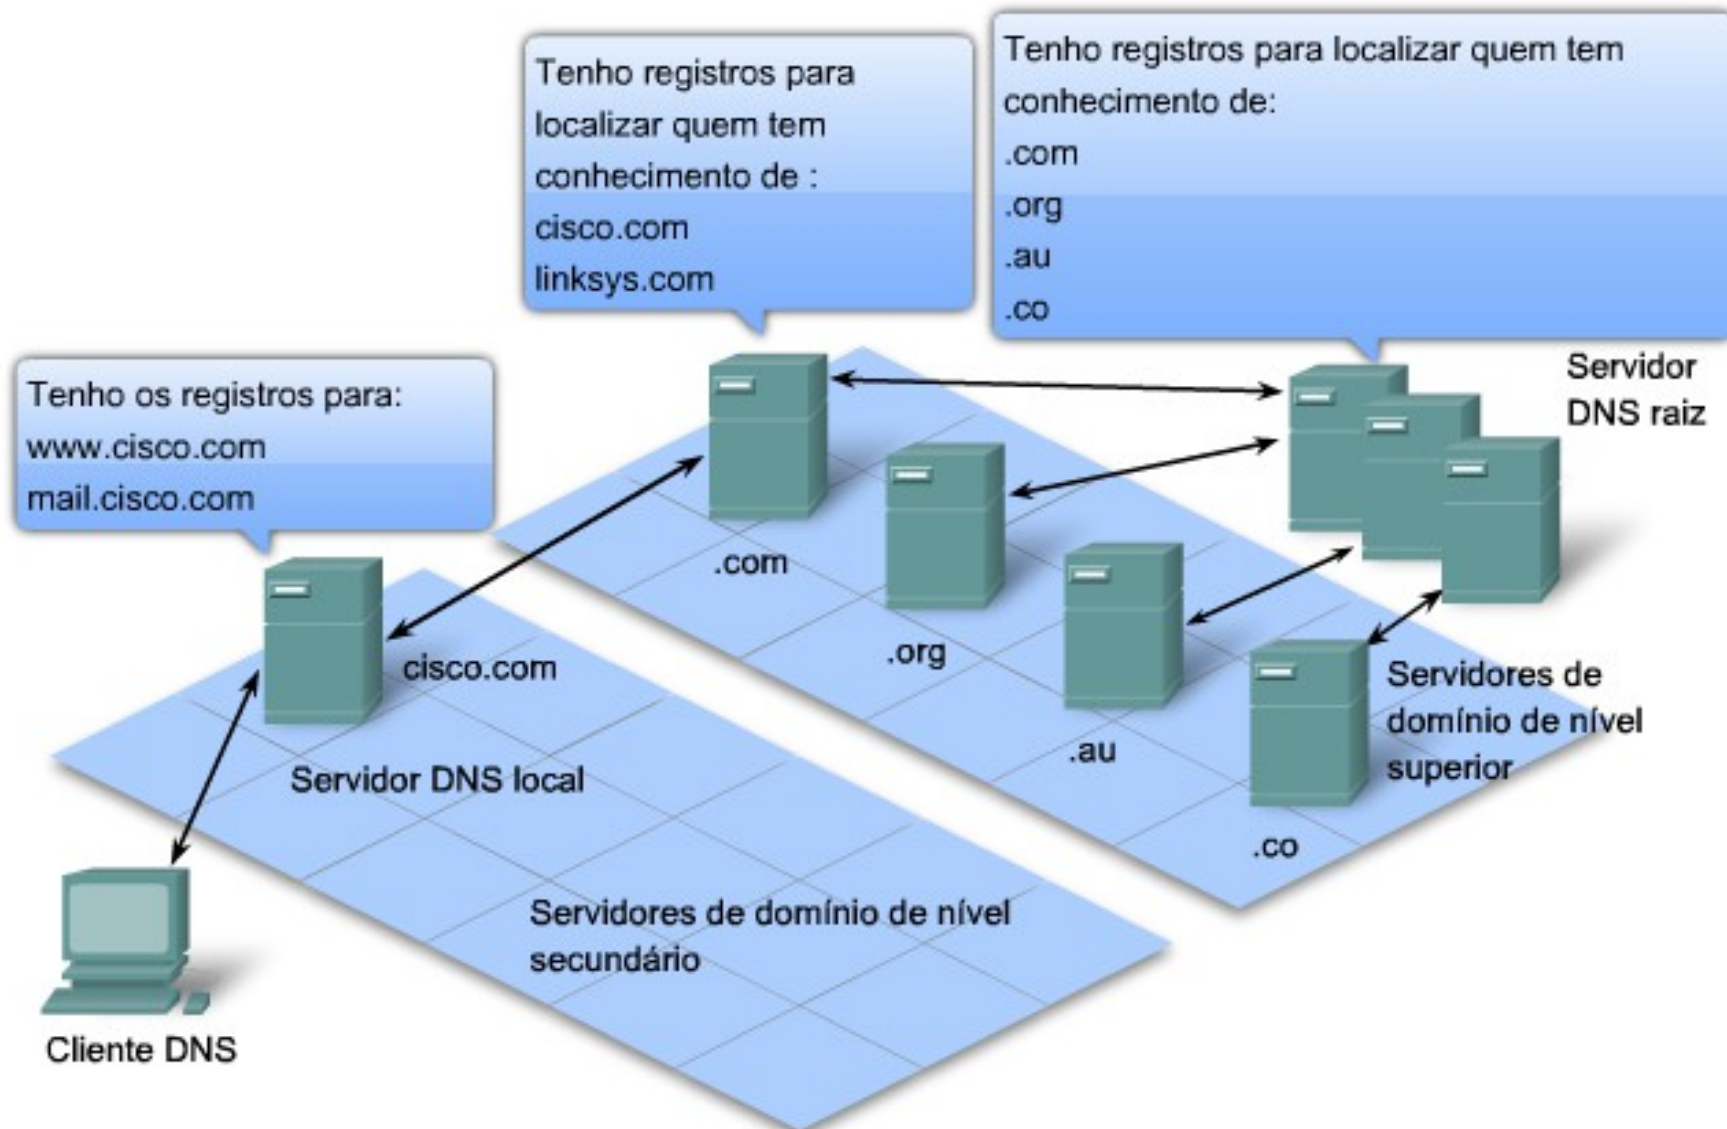 Tenho registros para
localizar quem tem
conhecimento de :
cisco.com
linksys.com
Tenho registros para localizar quem tem
conhecimento de:
.com
.org
.au
.co
Tenho os registros para:
www.cisco.com
mail.cisco.com
Servidor
DNS raiz
.com
.org
.au
.co
cisco.com
Servidores de
domínio de nível
superior
Servidor DNS local
Servidores de domínio de nível
secundário
Cliente DNS